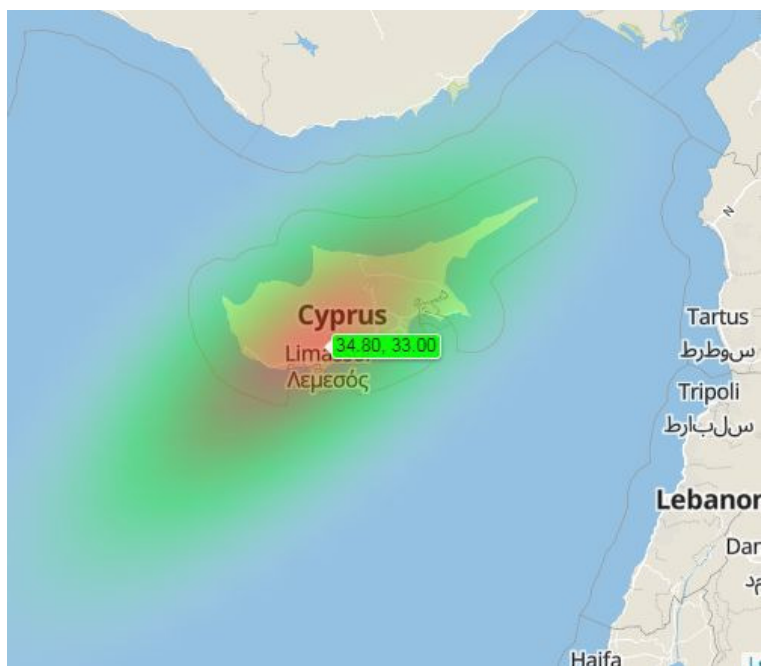 N
Cyprus
34.80, 33.00
Λεμεσός
Tartus
طرطوس
Tripoli
طرابلس
Lebanon
Haifa